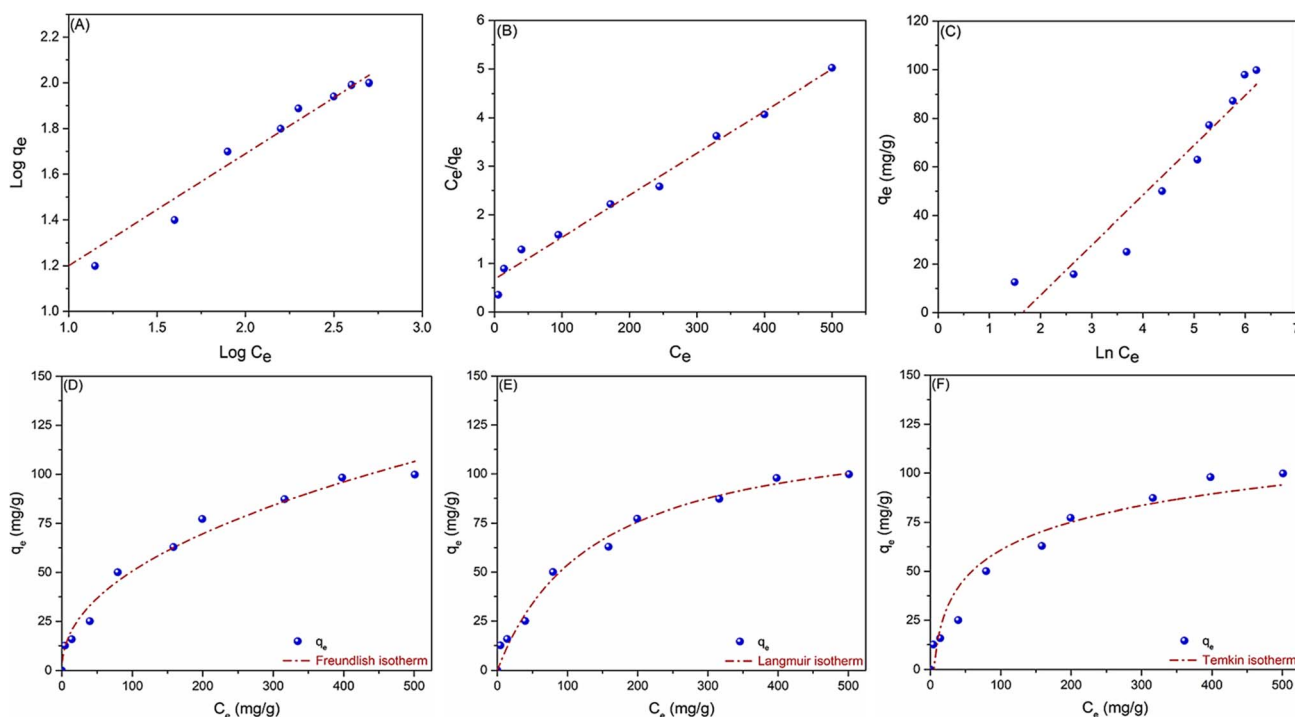 (A)
2.2
2.0
1.8
1.6
1.4
1.2
1.0
Log qe
1.0 1.5 2.0 2.5 3.0
Log Ce
(B)
6
5
4
3
2
1
0
Ce/qe
0 100 200 300 400 500
Ce
(C)
120
100
80
60
40
20
0
qe (mg/g)
0 1 2 3 4 5 6 7
Ln Ce
(D)
150
125
100
75
50
25
0
qe (mg/g)
qe
Freundlish isotherm
0 100 200 300 400 500
Ce (mg/g)
(E)
150
125
100
75
50
25
0
qe (mg/g)
qe
Langmuir isotherm
0 100 200 300 400 500
Ce (mg/g)
(F)
150
125
100
75
50
25
0
qe (mg/g)
qe
Temkin isotherm
0 100 200 300 400 500
Ce (mg/g)